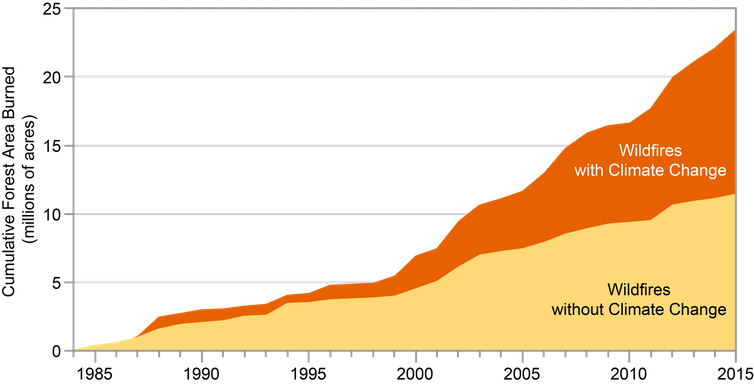 Cumulative Forest Area Burned
(millions of acres)
25
20
15
10
5
0
Wildfires
with Climate Change
Wildfires
without Climate Change
1985 1990 1995 2000 2005 2010 2015